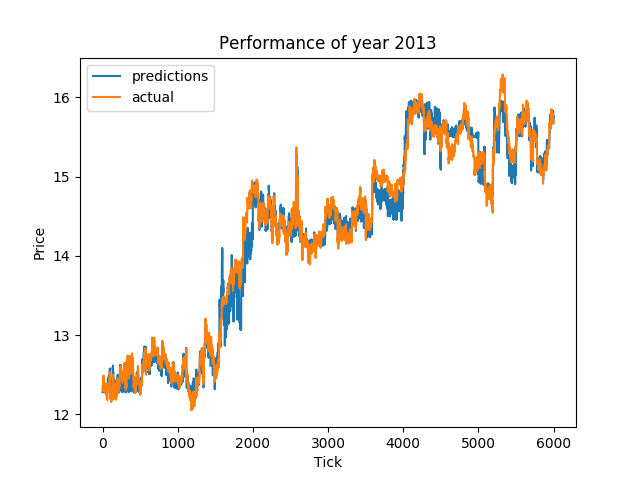 Performance of year 2013
predictions
actual
Price
16
15
14
13
12
0 1000 2000 3000 4000 5000 6000
Tick